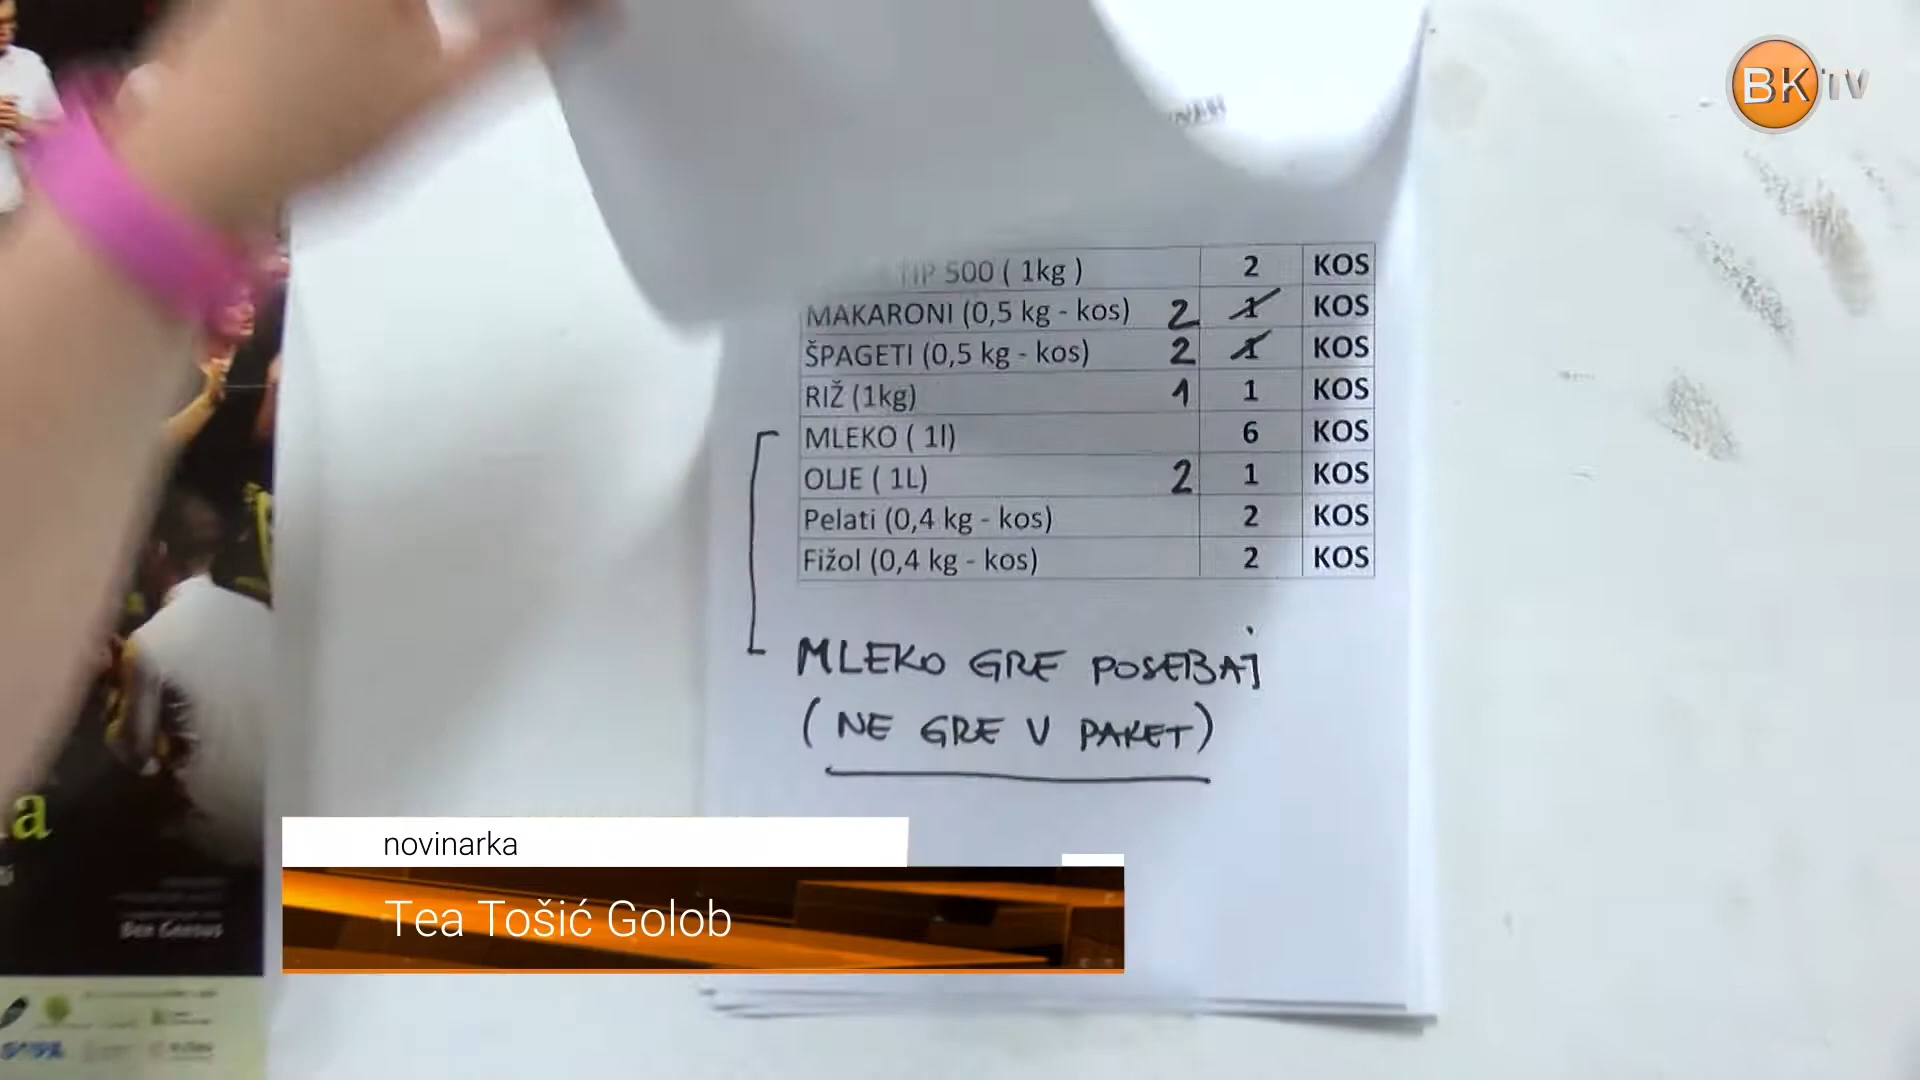 BK TV
TIP 500 ( 1kg ) 2 KOS
MAKARONI (0,5 kg - kos) 2 1 KOS
ŠPAGETI (0,5 kg - kos) 2 1 KOS
RIŽ (1kg) 1 1 KOS
MLEKO ( 1l) 6 KOS
OLJE ( 1L) 2 1 KOS
Pelati (0,4 kg - kos) 2 KOS
Fižol (0,4 kg - kos) 2 KOS
MLEKO GRE POSEBAJ
( NE GRE V PAKET)
novinarka
Tea Tošić Golob